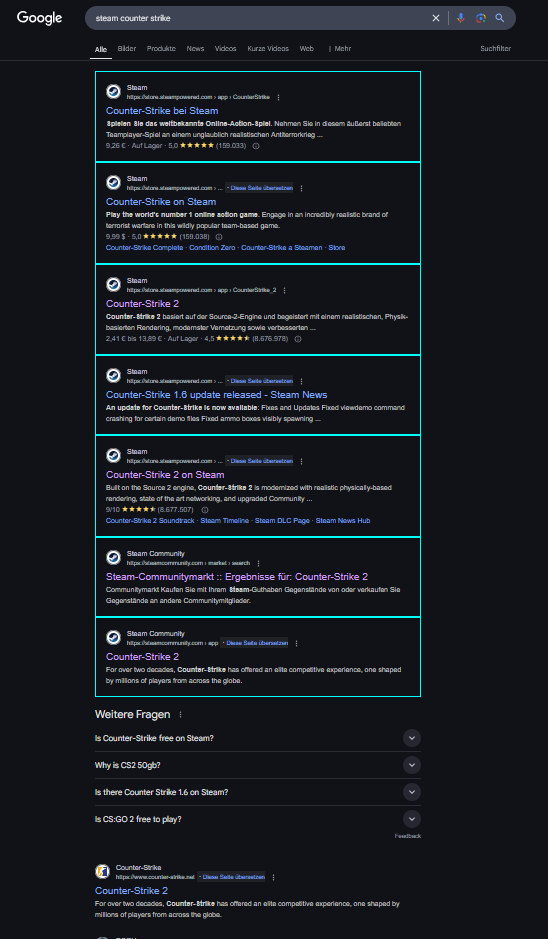 Google
steam counter strike
Alle Bilder Produkte News Videos Kurze Videos Web Mehr Suchfilter
Steam
https://store.steampowered.com › app › CounterStrike
Counter-Strike bei Steam
Spielen Sie das weltbekannte Online-Action-Spiel. Nehmen Sie in diesem äußerst beliebten
Teamplayer-Spiel an einem unglaublich realistischen Antiterrorkrieg ...
9,26 € · Auf Lager · 5,0 ★★★★★ (159.033)
Steam
https://store.steampowered.com › ... · Diese Seite übersetzen
Counter-Strike on Steam
Play the world's number 1 online action game. Engage in an incredibly realistic brand of
terrorist warfare in this wildly popular team-based game.
9,99 $ · 5,0 ★★★★★ (159.038)
Counter-Strike Complete · Condition Zero · Counter-Strike a Steamen · Store
Steam
https://store.steampowered.com › app › CounterStrike_2
Counter-Strike 2
Counter-Strike 2 basiert auf der Source-2-Engine und begeistert mit einem realistischen, Physik-
basierten Rendering, modernster Vernetzung sowie verbesserten ...
2,41 € bis 13,89 € · Auf Lager · 4,5 ★★★★★ (8.676.978)
Steam
https://store.steampowered.com › ... · Diese Seite übersetzen
Counter-Strike 1.6 update released - Steam News
An update for Counter-Strike is now available: Fixes and Updates Fixed viewdemo command
crashing for certain demo files Fixed ammo boxes visibly spawning ...
Steam
https://store.steampowered.com › ... · Diese Seite übersetzen
Counter-Strike 2 on Steam
Built on the Source 2 engine, Counter-Strike 2 is modernized with realistic physically-based
rendering, state of the art networking, and upgraded Community ...
9/10 ★★★★★ (8.677.507)
Counter-Strike 2 Soundtrack · Steam Timeline · Steam DLC Page · Steam News Hub
Steam Community
https://steamcommunity.com › market › search
Steam-Communitymarkt :: Ergebnisse für: Counter-Strike 2
Communitymarkt Kaufen Sie mit Ihrem Steam-Guthaben Gegenstände von oder verkaufen Sie
Gegenstände an andere Communitymitglieder.
Steam Community
https://steamcommunity.com › app · Diese Seite übersetzen
Counter-Strike 2
For over two decades, Counter-Strike has offered an elite competitive experience, one shaped
by millions of players from across the globe.
Weitere Fragen
Is Counter-Strike free on Steam?
Why is CS2 50gb?
Is there Counter Strike 1.6 on Steam?
Is CS:GO 2 free to play?
Feedback
Counter-Strike
https://www.counter-strike.net · Diese Seite übersetzen
Counter-Strike 2
For over two decades, Counter-Strike has offered an elite competitive experience, one shaped by
millions of players from across the globe.